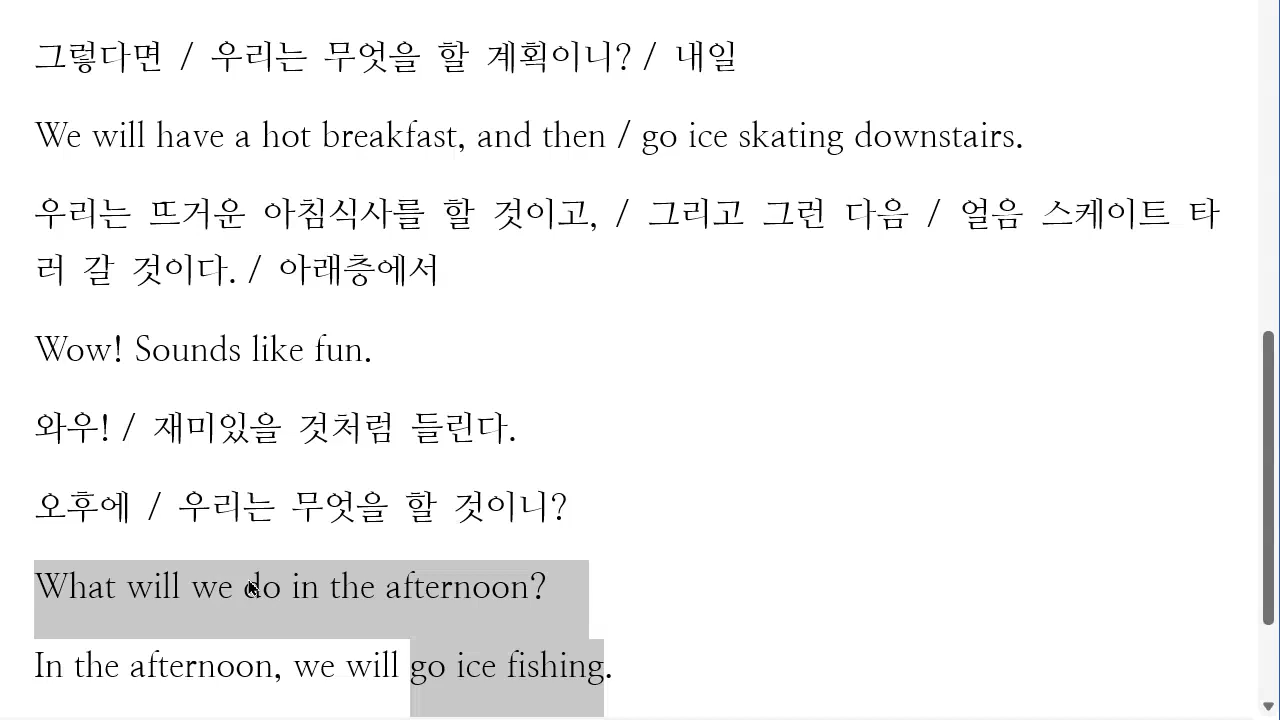 그렇다면 / 우리는 무엇을 할 계획이니? / 내일
We will have a hot breakfast, and then / go ice skating downstairs.
우리는 뜨거운 아침식사를 할 것이고, / 그리고 그런 다음 / 얼음 스케이트 타
러 갈 것이다. / 아래층에서
Wow! Sounds like fun.
와우! / 재미있을 것처럼 들린다.
오후에 / 우리는 무엇을 할 것이니?
What will we do in the afternoon?
In the afternoon, we will go ice fishing.